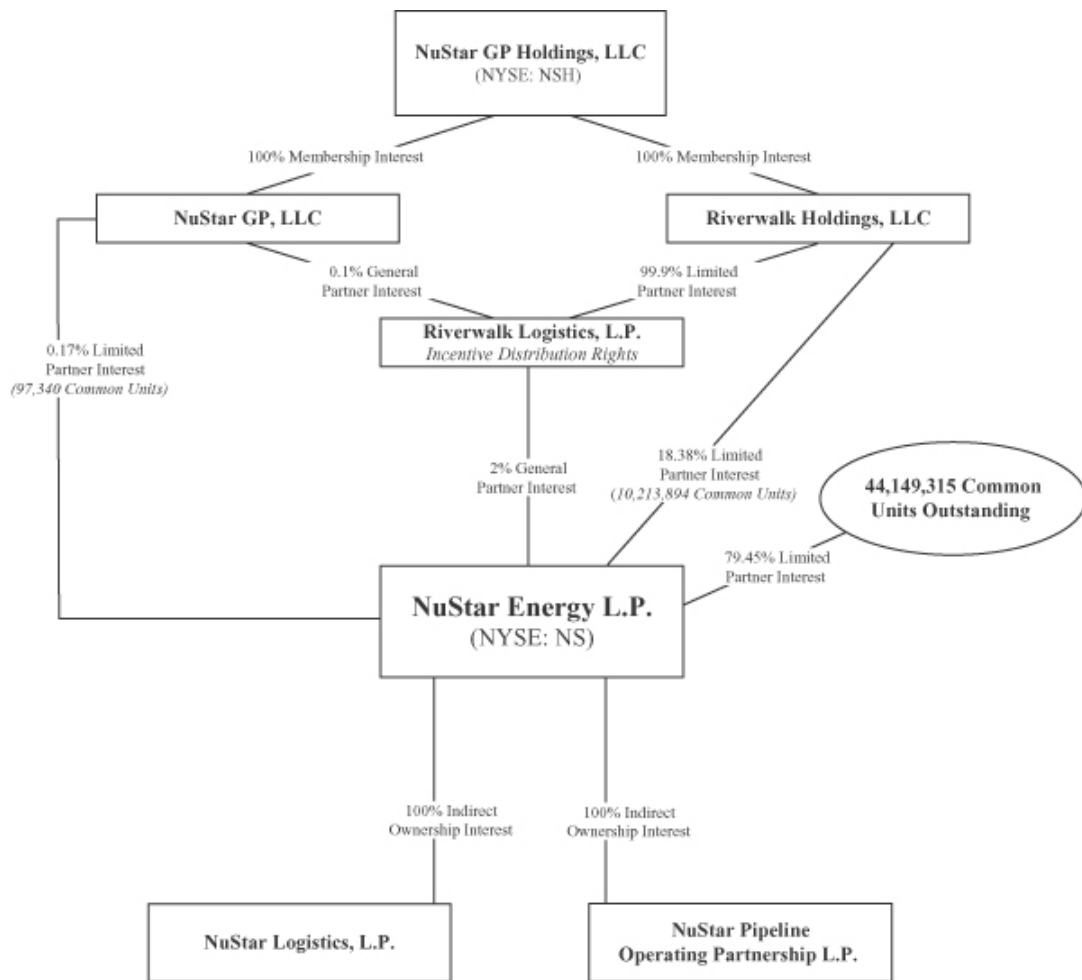 NuStar GP Holdings, LLC
(NYSE: NSH)
100% Membership Interest
100% Membership Interest
NuStar GP, LLC
Riverwalk Holdings, LLC
0.1% General
Partner Interest
99.9% Limited
Partner Interest
Riverwalk Logistics, L.P.
Incentive Distribution Rights
0.17% Limited
Partner Interest
(97,340 Common Units)
2% General
Partner Interest
18.38% Limited
Partner Interest
(10,213,894 Common Units)
44,149,315 Common
Units Outstanding
79.45% Limited
Partner Interest
NuStar Energy L.P.
(NYSE: NS)
100% Indirect
Ownership Interest
100% Indirect
Ownership Interest
NuStar Logistics, L.P.
NuStar Pipeline
Operating Partnership L.P.